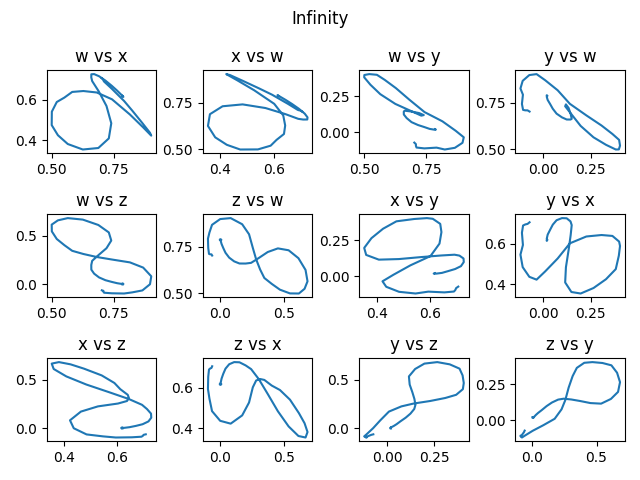 Infinity
w vs x
x vs w
w vs y
y vs w
0.6
0.4
0.50 0.75
0.75
0.50
0.4 0.6
0.25
0.00
0.50 0.75
0.75
0.50
0.00 0.25
w vs z
z vs w
x vs y
y vs x
0.5
0.0
0.50 0.75
0.75
0.50
0.0 0.5
0.25
0.00
0.4 0.6
0.6
0.4
0.00 0.25
x vs z
z vs x
y vs z
z vs y
0.5
0.0
0.4 0.6
0.6
0.4
0.0 0.5
0.5
0.0
0.00 0.25
0.25
0.00
0.0 0.5